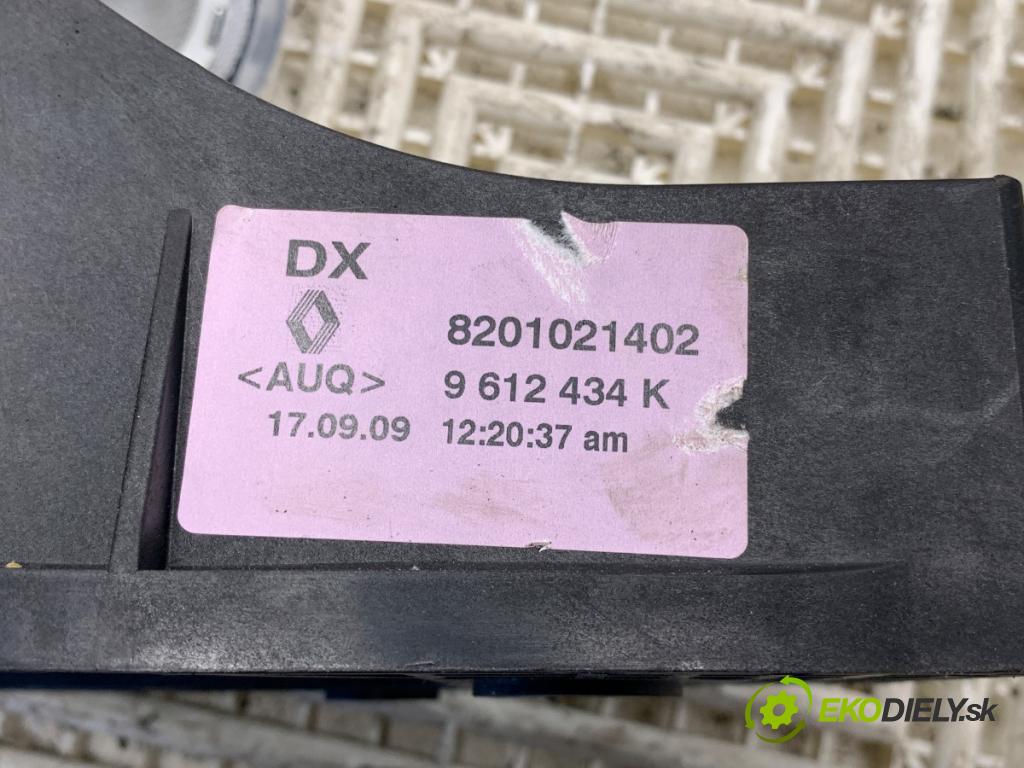 DX
8201021402
<AUQ> 9 612 434 K
17.09.09 12:20:37 am
EKODIELY.sk